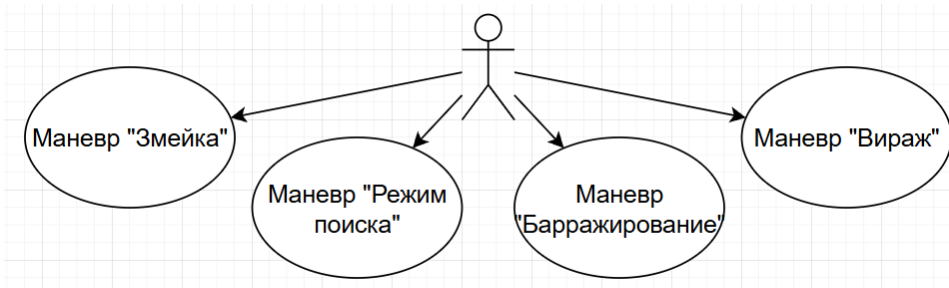 Маневр "Змейка"
Маневр "Режим
поиска"
Маневр
"Барражирование"
Маневр "Вираж"